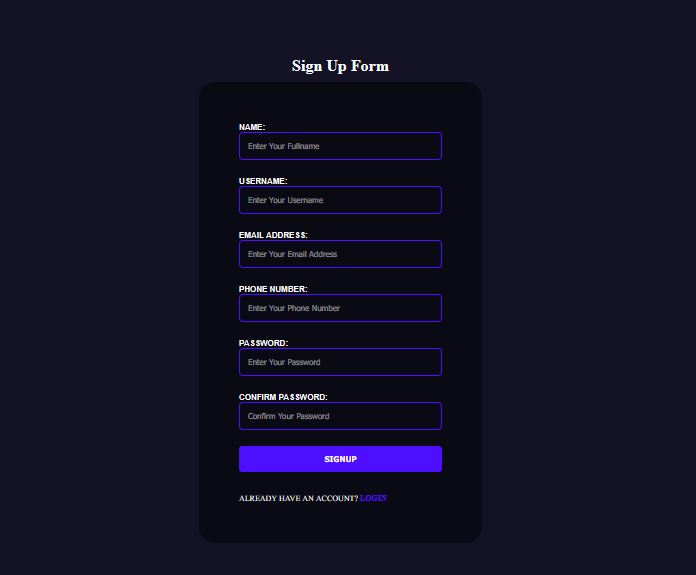 Sign Up Form
NAME:
Enter Your Fullname
USERNAME:
Enter Your Username
EMAIL ADDRESS:
Enter Your Email Address
PHONE NUMBER:
Enter Your Phone Number
PASSWORD:
Enter Your Password
CONFIRM PASSWORD:
Confirm Your Password
SIGNUP
ALREADY HAVE AN ACCOUNT? LOGIN